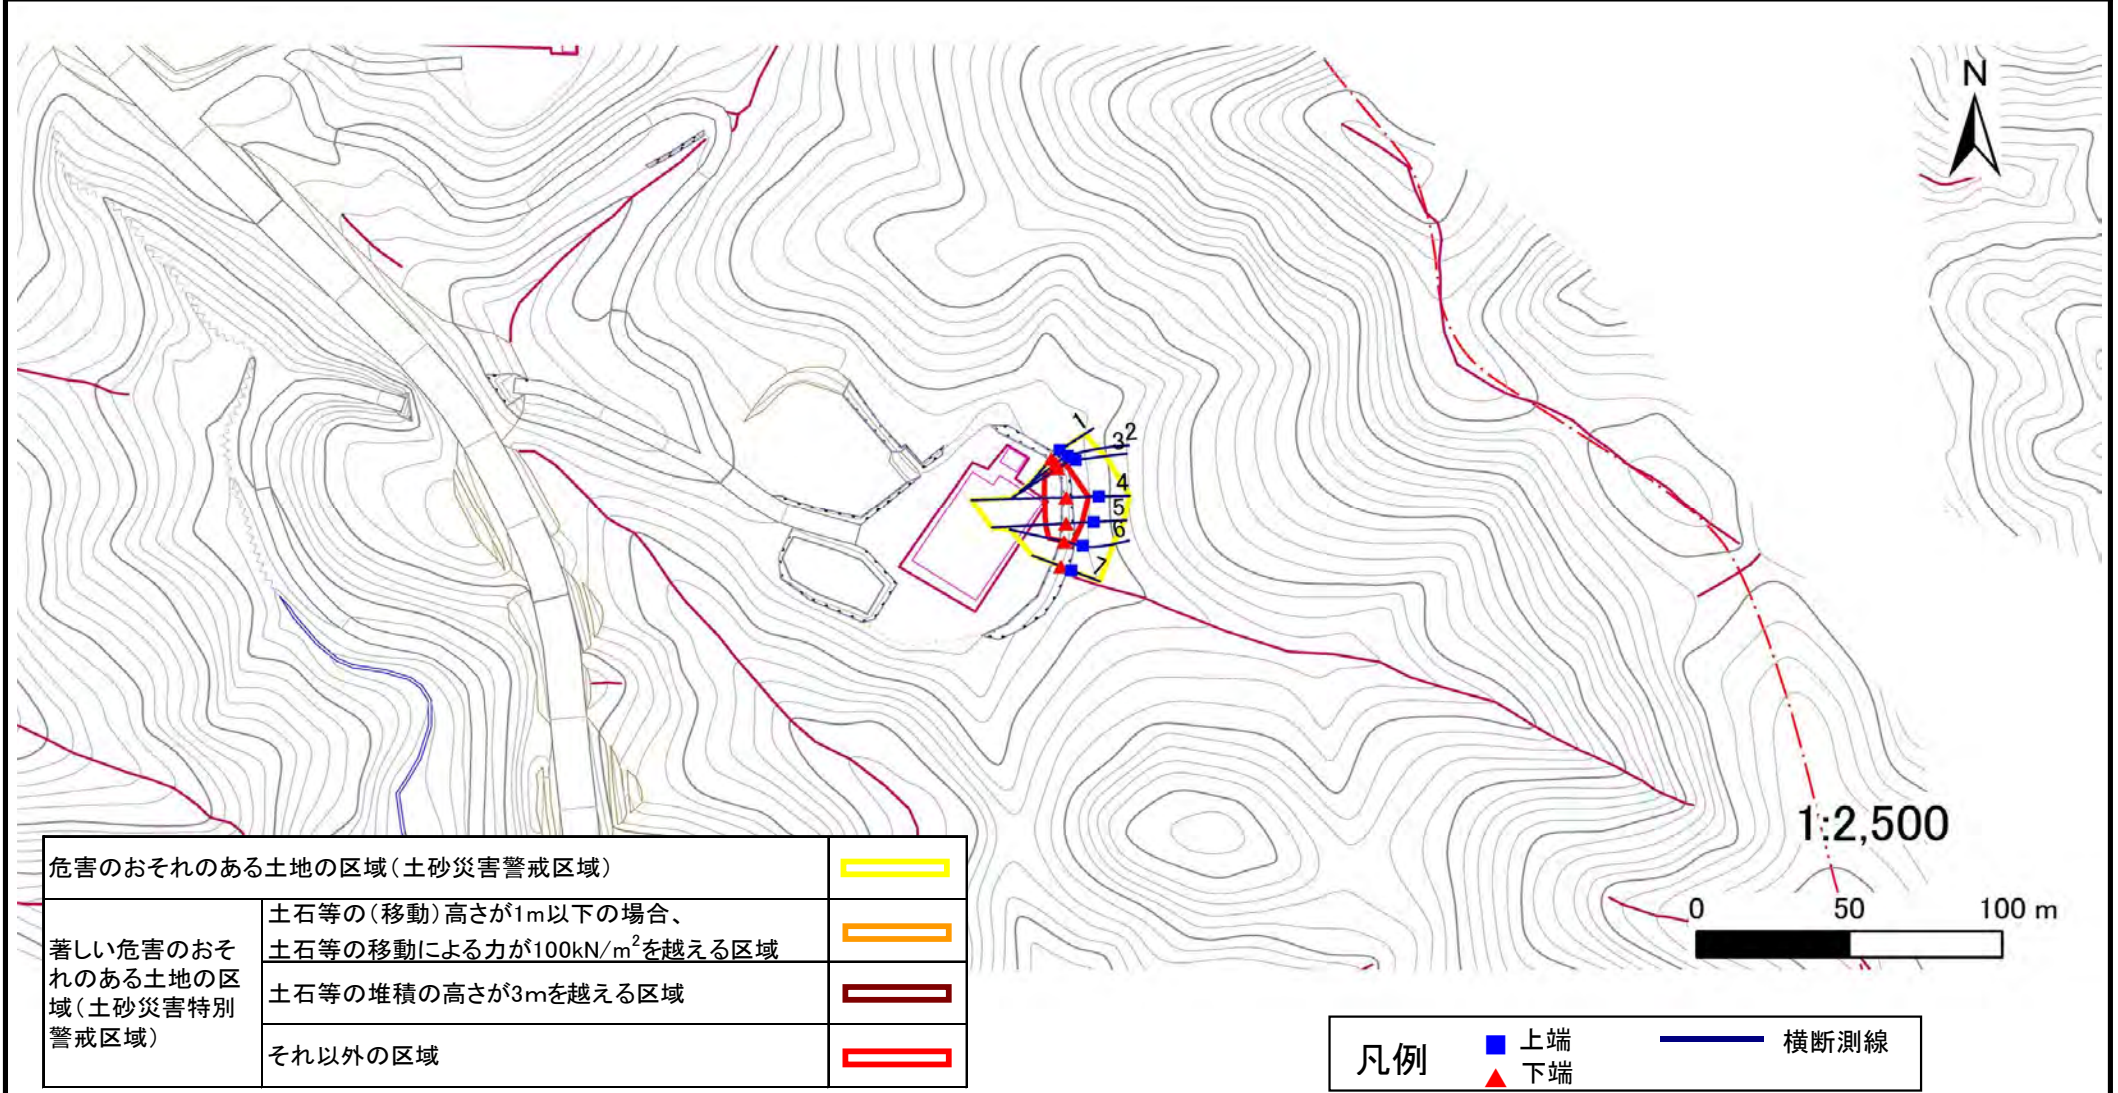 N
1
2
3
4
5
6
7
1:2,500
0 50 100 m
危害のおそれのある土地の区域(土砂災害警戒区域)
著しい危害のおそ
れのある土地の区
域(土砂災害特別
警戒区域)
土石等の(移動)高さが1m以下の場合、
土石等の移動による力が100kN/m²を越える区域
土石等の堆積の高さが3mを越える区域
それ以外の区域
凡例
上端
下端
横断測線